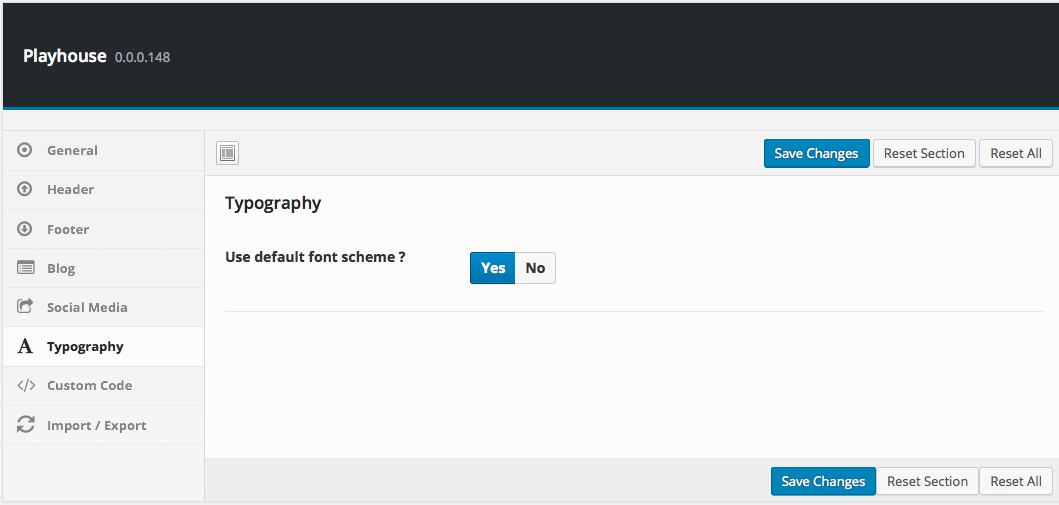 Playhouse 0.0.0.148
General
Header
Footer
Blog
Social Media
Typography
Custom Code
Import / Export
Save Changes Reset Section Reset All
Typography
Use default font scheme ? Yes No
Save Changes Reset Section Reset All